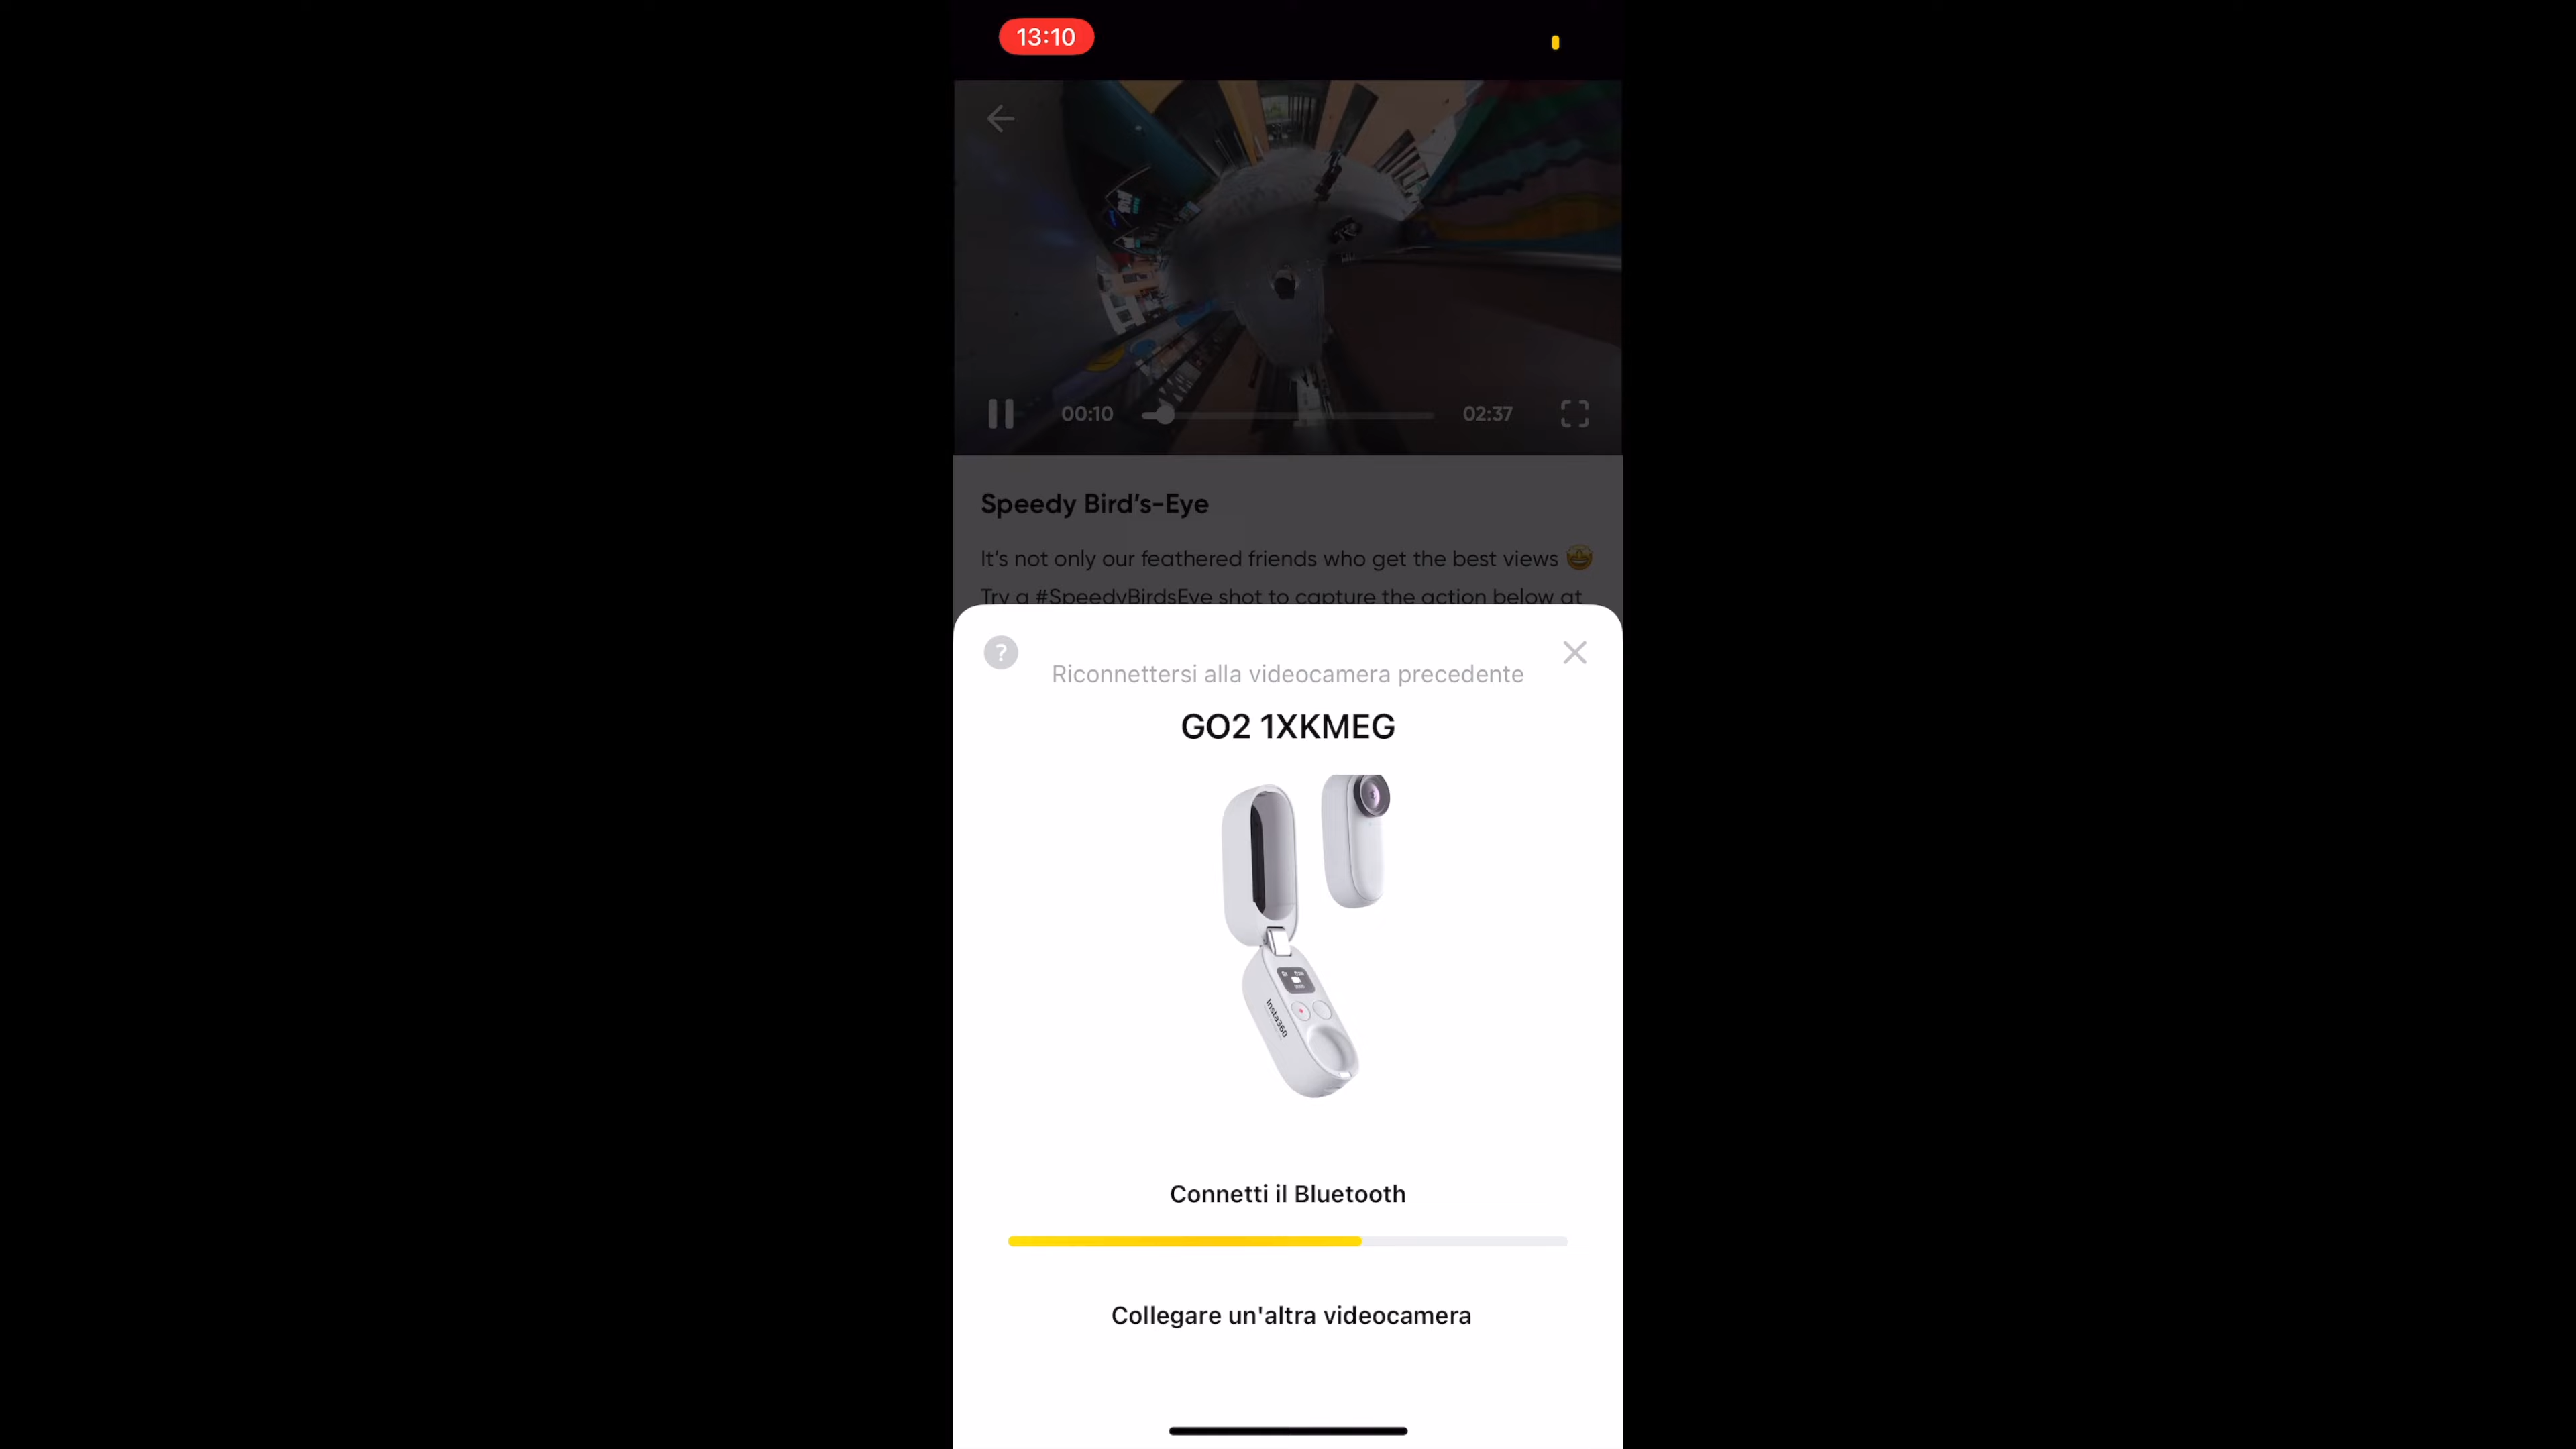 13:10
00:10
02:37
Speedy Bird's-Eye
It's not only our feathered friends who get the best views 🤩
Try a #SpeedyBirdsEye shot to capture the action below at
?
Riconnettersi alla videocamera precedente
GO2 1XKMEG
Insta360
Connetti il Bluetooth
Collegare un'altra videocamera